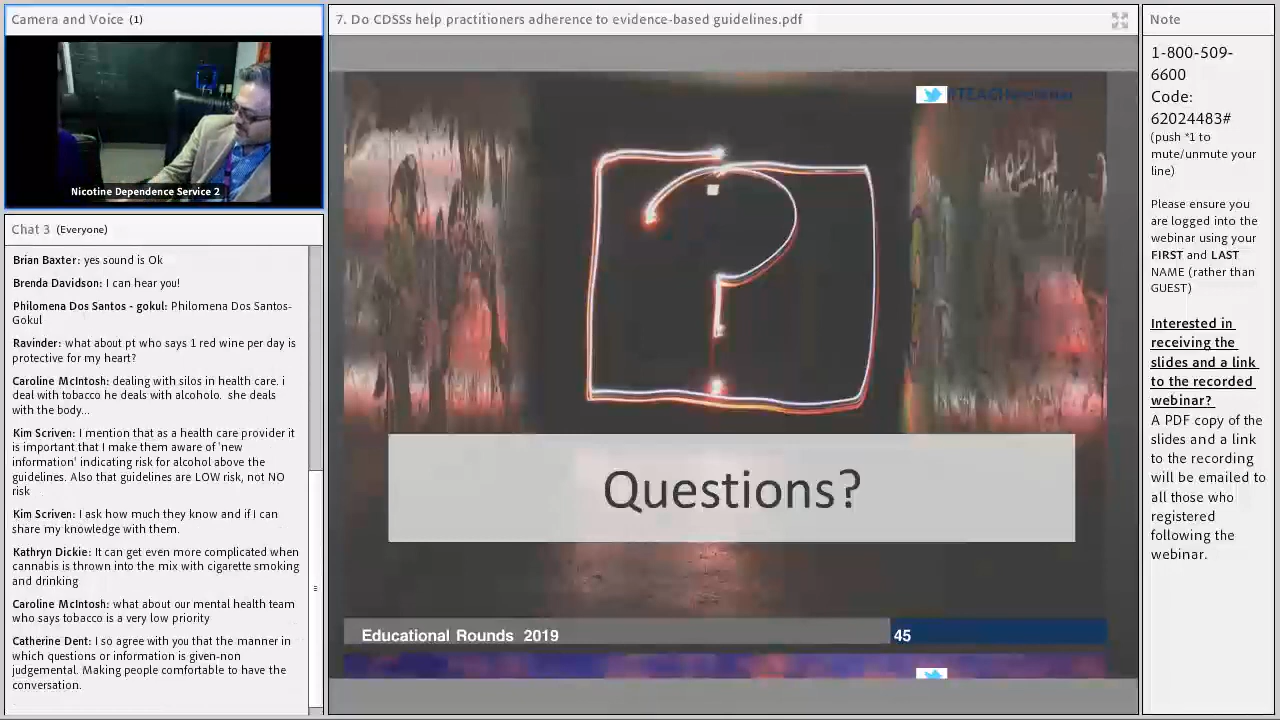 Camera and Voice (1)
Nicotine Dependence Service 2
Chat 3 (Everyone)
Brian Baxter: yes sound is Ok
Brenda Davidson: I can hear you!
Philomena Dos Santos - gokul: Philomena Dos Santos-
Gokul
Ravinder: what about pt who says 1 red wine per day is
protective for my heart?
Caroline McIntosh: dealing with silos in health care. i
deal with tobacco he deals with alcoholo. she deals
with the body...
Kim Scriven: I mention that as a health care provider it
is important that I make them aware of 'new
information' indicating risk for alcohol above the
guidelines. Also that guidelines are LOW risk, not NO
risk
Kim Scriven: I ask how much they know and if I can
share my knowledge with them.
Kathryn Dickie: It can get even more complicated when
cannabis is thrown into the mix with cigarette smoking
and drinking
Caroline McIntosh: what about our mental health team
who says tobacco is a very low priority
Catherine Dent: I so agree with you that the manner in
which questions or information is given-non
judgemental. Making people comfortable to have the
conversation.
7. Do CDSSs help practitioners adherence to evidence-based guidelines.pdf
#TEACHwebinar
?
Questions?
Educational Rounds 2019
45
Note
1-800-509-
6600
Code:
62024483#
(push *1 to
mute/unmute your
line)
Please ensure you
are logged into the
webinar using your
FIRST and LAST
NAME (rather than
GUEST)
Interested in
receiving the
slides and a link
to the recorded
webinar?
A PDF copy of the
slides and a link
to the recording
will be emailed to
all those who
registered
following the
webinar.